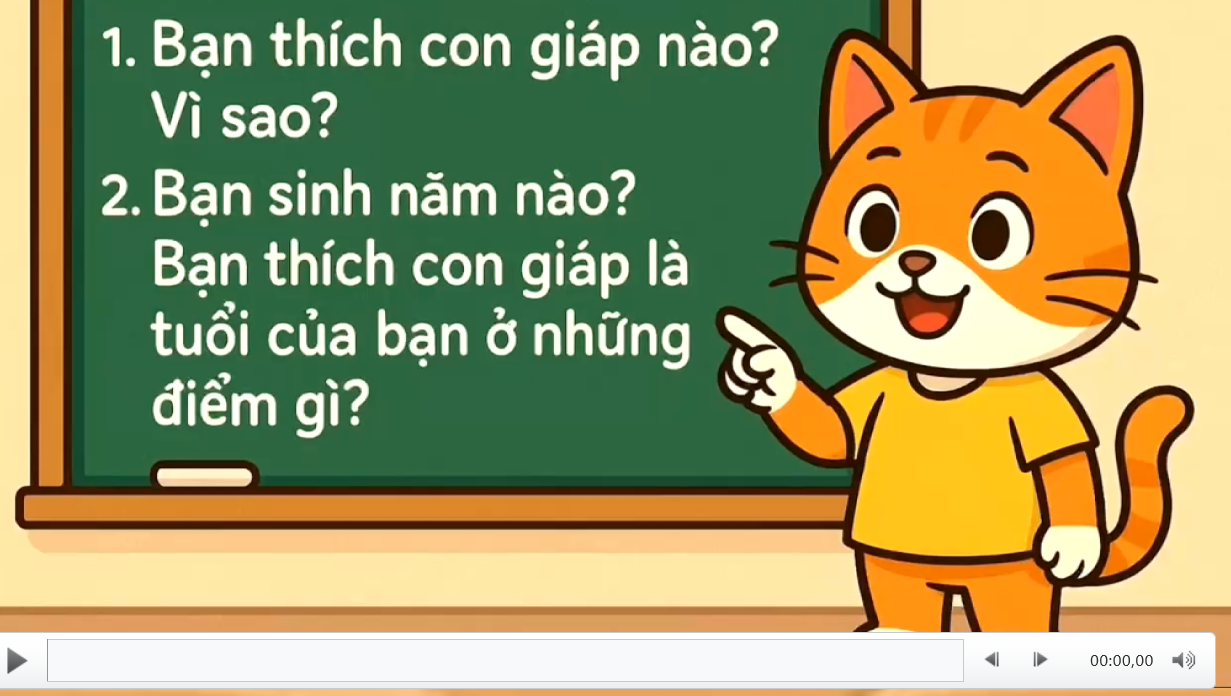 1. Bạn thích con giáp nào?
Vì sao?
2. Bạn sinh năm nào?
Bạn thích con giáp là
tuổi của bạn ở những
điểm gì?
00:00,00